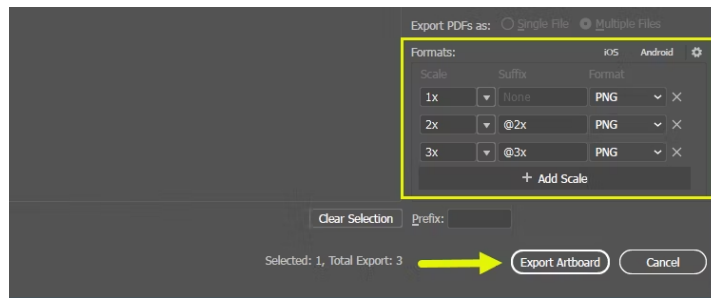 Export PDFs as: Single File Multiple Files
Formats: iOS Android
Scale Suffix Format
1x None PNG
2x @2x PNG
3x @3x PNG
+ Add Scale
Clear Selection Prefix:
Selected: 1, Total Export: 3 Export Artboard Cancel